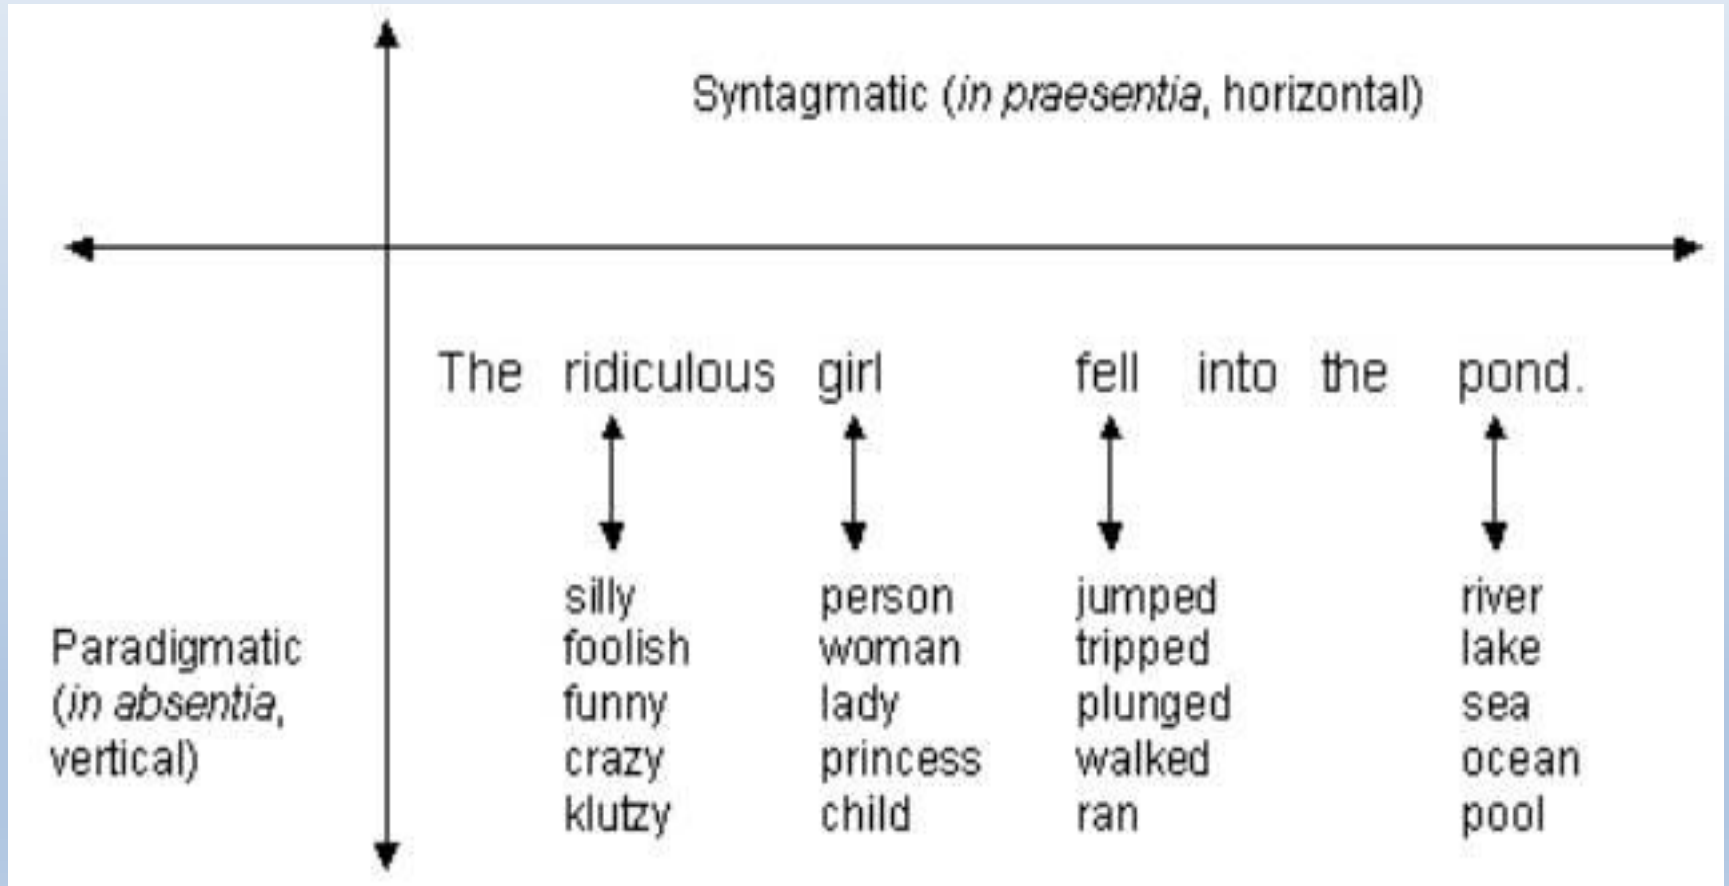 Syntagmatic (in praesentia, horizontal)
The ridiculous girl fell into the pond.
silly person jumped river
Paradigmatic foolish woman tripped lake
(in absentia, funny lady plunged sea
vertical) crazy princess walked ocean
klutzy child ran pool